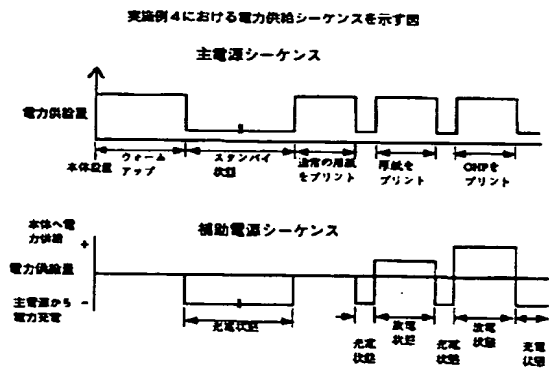 実施例4における電力供給シーケンスを示す図
主電源シーケンス
電力供給量
本体装置
ウォーム
アップ
スタンバイ
状態
通常の用紙
をプリント
厚紙を
プリント
OHPを
プリント
補助電源シーケンス
本体へ電
力供給
+
電力供給量
主電源から
電力充電
-
充電状態
充電
状態
放電
状態
充電
状態
放電
状態
充電
状態